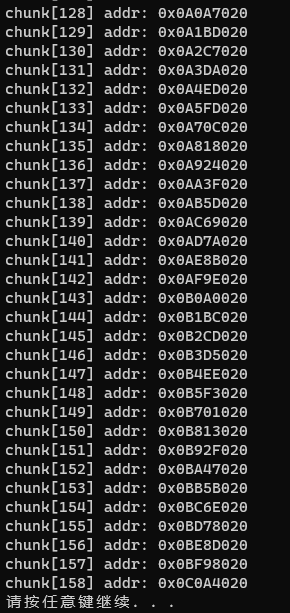 chunk[128] addr: 0x0A0A7020
chunk[129] addr: 0x0A1BD020
chunk[130] addr: 0x0A2C7020
chunk[131] addr: 0x0A3DA020
chunk[132] addr: 0x0A4ED020
chunk[133] addr: 0x0A5FD020
chunk[134] addr: 0x0A70C020
chunk[135] addr: 0x0A818020
chunk[136] addr: 0x0A924020
chunk[137] addr: 0x0AA3F020
chunk[138] addr: 0x0AB5D020
chunk[139] addr: 0x0AC69020
chunk[140] addr: 0x0AD7A020
chunk[141] addr: 0x0AE8B020
chunk[142] addr: 0x0AF9E020
chunk[143] addr: 0x0B0A0020
chunk[144] addr: 0x0B1BC020
chunk[145] addr: 0x0B2CD020
chunk[146] addr: 0x0B3D5020
chunk[147] addr: 0x0B4EE020
chunk[148] addr: 0x0B5F3020
chunk[149] addr: 0x0B701020
chunk[150] addr: 0x0B813020
chunk[151] addr: 0x0B92F020
chunk[152] addr: 0x0BA47020
chunk[153] addr: 0x0BB5B020
chunk[154] addr: 0x0BC6E020
chunk[155] addr: 0x0BD78020
chunk[156] addr: 0x0BE8D020
chunk[157] addr: 0x0BF98020
chunk[158] addr: 0x0C0A4020
请按任意键继续. . .